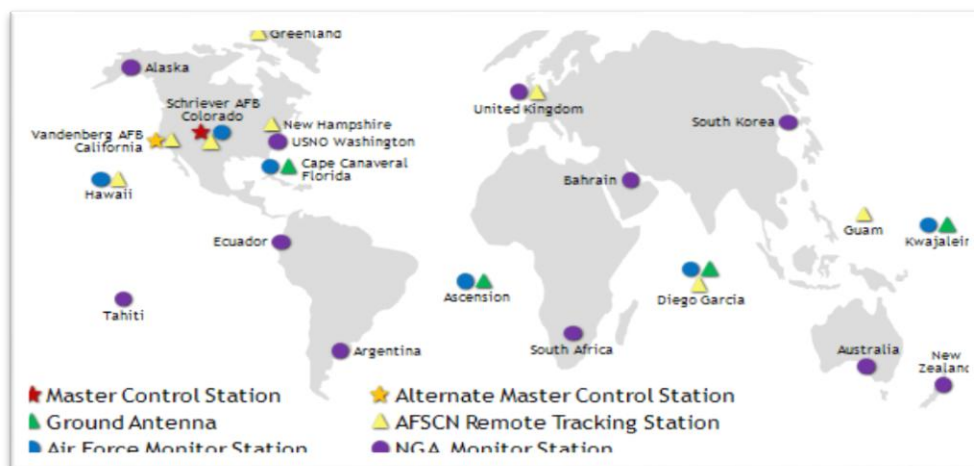 Greenland
Alaska
Schriever AFB
Colorado
Vandenberg AFB
California
New Hampshire
USNO Washington
Cape Canaveral
Florida
Hawaii
United Kingdom
South Korea
Bahrain
Guam
Kwajalein
Ecuador
Ascension
Diego Garcia
Tahiti
Argentina
South Africa
Australia
New
Zealand
Master Control Station
Alternate Master Control Station
Ground Antenna
AFSCN Remote Tracking Station
Air Force Monitor Station
NGA Monitor Station